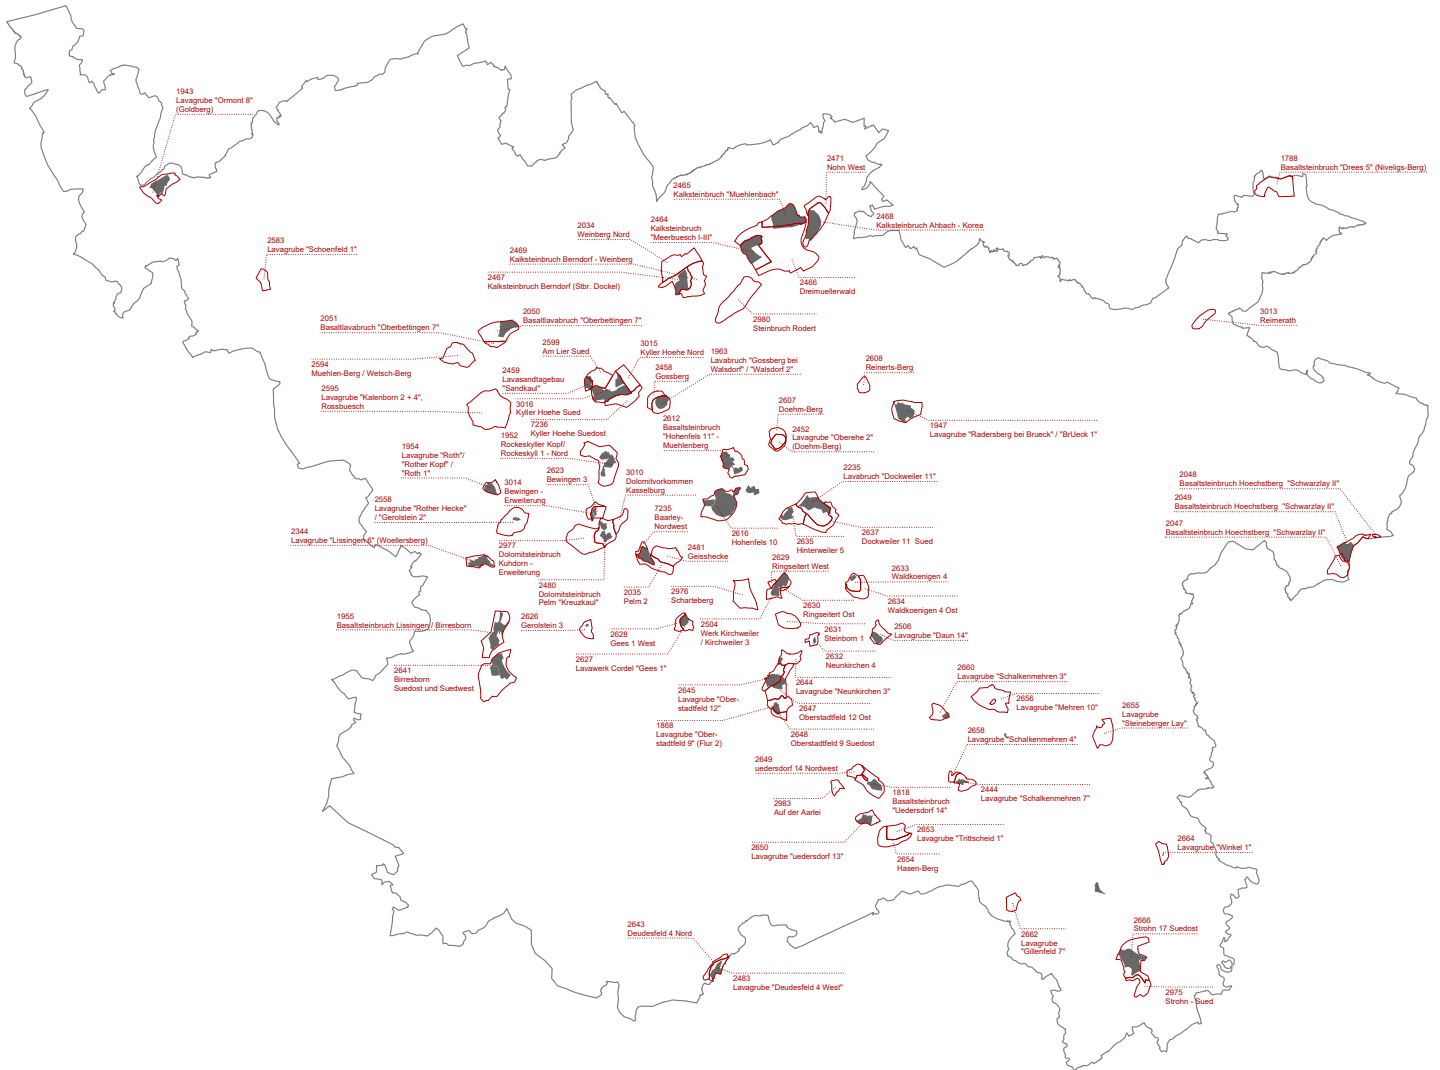 1943
Lavagrube "Ormont 8"
(Goldberg)
2583
Lavagrube "Schoenfeld 1"
2471
Nohn West
2465
Kalksteinbruch "Muehlenbach"
2464
Kalksteinbruch
"Meerbuesch I-III"
2468
Kalksteinbruch Ahbach - Korea
1788
Basaltsteinbruch "Drees 5" (Niveligs-Berg)
2034
Weinberg Nord
2469
Kalksteinbruch Berndorf - Weinberg
2467
Kalksteinbruch Berndorf (Stbr. Dockel)
2466
Dreimuellerwald
2980
Steinbruch Rodert
3013
Reimerath
2050
Basaltlavabruch "Oberbettingen 7"
2051
Basaltlavabruch "Oberbettingen 7"
2594
Muehlen-Berg / Wetsch-Berg
2595
Lavagrube "Kalenborn 2 + 4",
Rossbuesch
2599
Am Lier Sued
3015
Kyller Hoehe Nord
2459
Lavasandtagebau
"Sandkaul"
3016
Kyller Hoehe Sued
7236
Kyller Hoehe Suedost
1963
Lavabruch "Gossberg bei
Walsdorf" / "Walsdorf 2"
2458
Gossberg
2608
Reinerts-Berg
1947
Lavagrube "Radersberg bei Brueck" / "BrUeck 1"
2607
Doehm-Berg
2452
Lavagrube "Oberehe 2"
(Doehm-Berg)
2612
Basaltsteinbruch
"Hohenfels 11" -
Muehlenberg
1952
Rockeskyller Kopf/
Rockeskyll 1 - Nord
1954
Lavagrube "Roth"/
"Rother Kopf" /
"Roth 1"
2623
Bewingen 3
3014
Bewingen -
Erweiterung
3010
Dolomitvorkommen
Kasselburg
2558
Lavagrube "Rother Hecke"
/ "Gerolstein 2"
2344
Lavagrube "Lissingen 6" (Woellersberg)
2977
Dolomitsteinbruch
Kuhdorn -
Erweiterung
2480
Dolomitsteinbruch
Pelm "Kreuzkaul"
7235
Baarley-
Nordwest
2481
Geisshecke
2035
Pelm 2
2616
Hohenfels 10
2235
Lavabruch "Dockweiler 11"
2635
Hinterweiler 5
2637
Dockweiler 11 Sued
2048
Basaltsteinbruch Hoechstberg "Schwarzlay II"
2049
Basaltsteinbruch Hoechstberg "Schwarzlay II"
2047
Basaltsteinbruch Hoechstberg "Schwarzlay II"
2629
Ringseitert West
2633
Waldkoenigen 4
2634
Waldkoenigen 4 Ost
2976
Scharteberg
2630
Ringseitert Ost
2504
Werk Kirchweiler
/ Kirchweiler 3
2631
Steinborn 1
2632
Neunkirchen 4
2506
Lavagrube "Daun 14"
1955
Basaltsteinbruch Lissingen / Birresborn
2626
Gerolstein 3
2628
Gees 1 West
2627
Lavawerk Cordel "Gees 1"
2641
Birresborn
Suedost und Suedwest
2645
Lavagrube "Ober-
stadtfeld 12"
2644
Lavagrube "Neunkirchen 3"
2647
Oberstadtfeld 12 Ost
1868
Lavagrube "Ober-
stadtfeld 9" (Flur 2)
2648
Oberstadtfeld 9 Suedost
2660
Lavagrube "Schalkenmehren 3"
2656
Lavagrube "Mehren 10"
2655
Lavagrube
"Steineberger Lay"
2658
Lavagrube "Schalkenmehren 4"
2649
uedersdorf 14 Nordwest
2983
Auf der Aarlei
1818
Basaltsteinbruch
"Uedersdorf 14"
2444
Lavagrube "Schalkenmehren 7"
2650
Lavagrube "uedersdorf 13"
2653
Lavagrube "Trittscheid 1"
2654
Hasen-Berg
2664
Lavagrube "Winkel 1"
2643
Deudesfeld 4 Nord
2483
Lavagrube "Deudesfeld 4 West"
2662
Lavagrube
"Gillenfeld 7"
2666
Strohn 17 Suedost
2975
Strohn - Sued